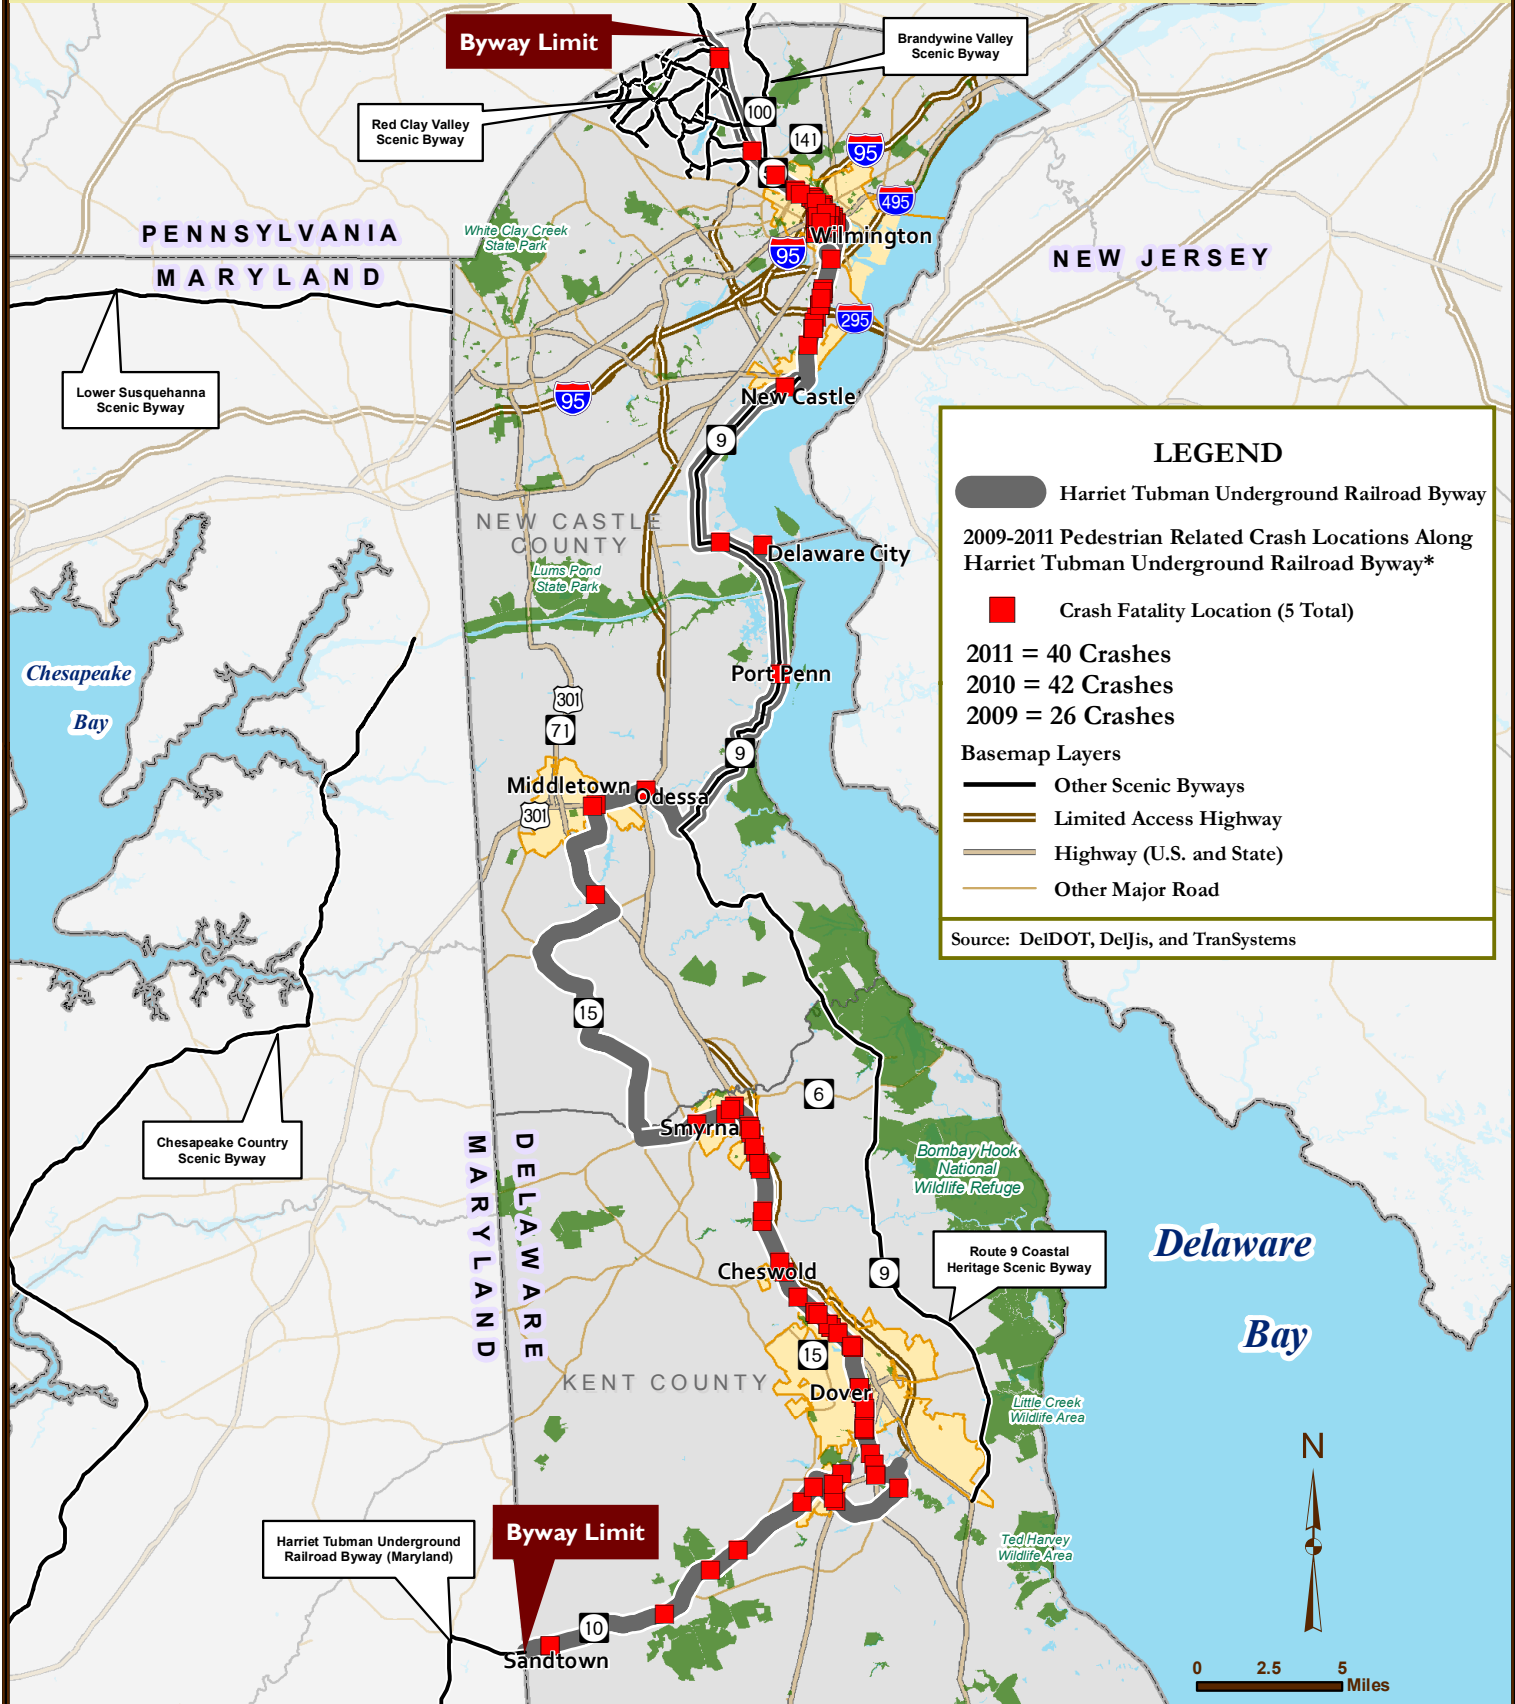 Byway Limit
Brandywine Valley
Scenic Byway
Red Clay Valley
Scenic Byway
100
141
95
495
Wilmington
PENNSYLVANIA
MARYLAND
White Clay Creek
State Park
95
NEW JERSEY
295
Lower Susquehanna
Scenic Byway
95
New Castle
9
LEGEND
Harriet Tubman Underground Railroad Byway
2009-2011 Pedestrian Related Crash Locations Along
Harriet Tubman Underground Railroad Byway*
Crash Fatality Location (5 Total)
2011 = 40 Crashes
2010 = 42 Crashes
2009 = 26 Crashes
Basemap Layers
Other Scenic Byways
Limited Access Highway
Highway (U.S. and State)
Other Major Road
Source: DelDOT, DelJis, and TranSystems
NEW CASTLE
COUNTY
Delaware City
Lums Pond
State Park
Chesapeake
Bay
Port Penn
301
71
9
Middletown
Odessa
301
15
6
Smyrna
Chesapeake Country
Scenic Byway
MARYLAND
DELAWARE
Bombay Hook
National
Wildlife Refuge
Delaware
Bay
Route 9 Coastal
Heritage Scenic Byway
9
Cheswold
15
KENT COUNTY
Dover
Little Creek
Wildlife Area
N
Byway Limit
Harriet Tubman Underground
Railroad Byway (Maryland)
Ted Harvey
Wildlife Area
10
Sandtown
0 2.5 5
Miles